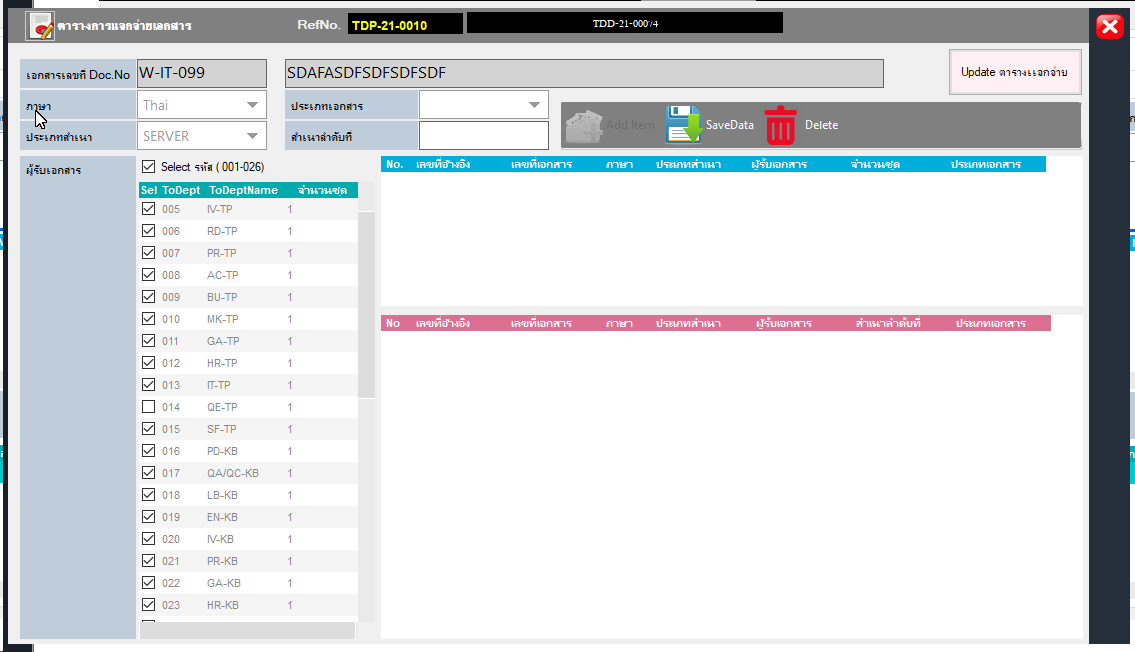 ตารางการแจกจ่ายเอกสาร RefNo. TDP-21-0010 TDD-21-0007/4
เอกสารเลขที่ Doc.No W-IT-099 SDAFASDFSDFSDFSDF Update ตารางแจกจ่าย
ภาษา Thai ประเภทเอกสาร
Add Item SaveData Delete
ประเภทสำเนา SERVER สำเนาลำดับที่
ผู้รับเอกสาร Select รหัส ( 001-026)
Sel ToDept ToDeptName จำนวนชุด
005 IV-TP 1
006 RD-TP 1
007 PR-TP 1
008 AC-TP 1
009 BU-TP 1
010 MK-TP 1
011 GA-TP 1
012 HR-TP 1
013 IT-TP 1
014 QE-TP 1
015 SF-TP 1
016 PD-KB 1
017 QA/QC-KB 1
018 LB-KB 1
019 EN-KB 1
020 IV-KB 1
021 PR-KB 1
022 GA-KB 1
023 HR-KB 1
No. เลขที่อ้างอิง เลขที่เอกสาร ภาษา ประเภทสำเนา ผู้รับเอกสาร จำนวนชุด ประเภทเอกสาร
No เลขที่อ้างอิง เลขที่เอกสาร ภาษา ประเภทสำเนา ผู้รับเอกสาร สำเนาลำดับที่ ประเภทเอกสาร